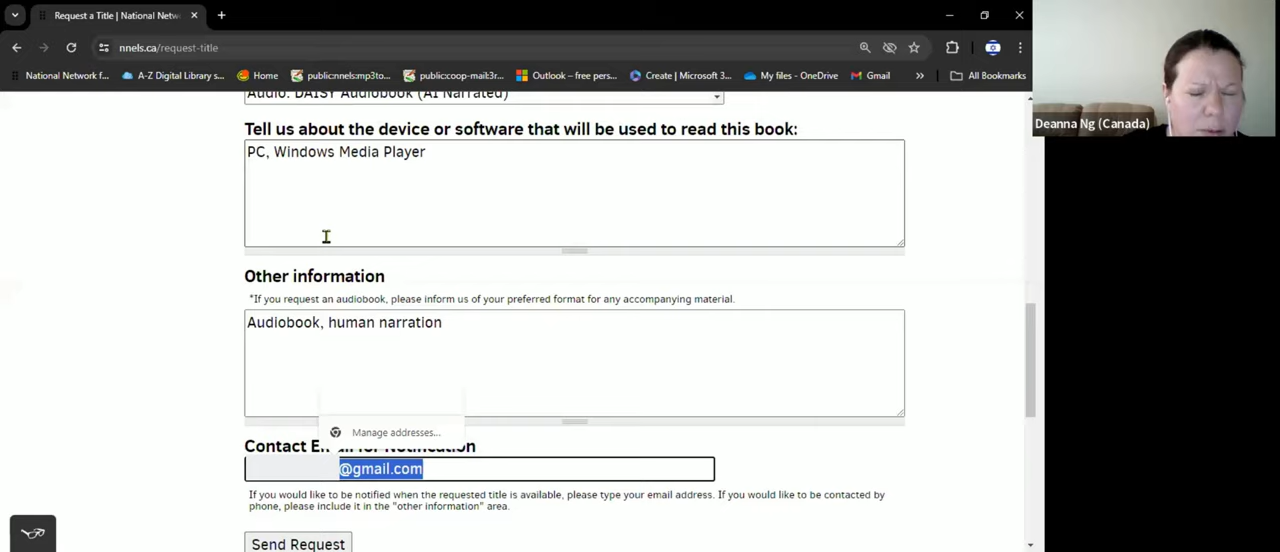 Request a Title | National Netw
nnels.ca/request-title
National Network f...
A-Z Digital Library s...
Home
public:nnels:mp3to...
public:coop-mail:3r...
Outlook – free pers...
Create | Microsoft 3...
My files - OneDrive
Gmail
»
All Bookmarks
Deanna Ng (Canada)
Audio: DAISY Audiobook (AI Narrated)
Tell us about the device or software that will be used to read this book:
PC, Windows Media Player
Other information
*If you request an audiobook, please inform us of your preferred format for any accompanying material.
Audiobook, human narration
Manage addresses...
Contact Email for Notification
@gmail.com
If you would like to be notified when the requested title is available, please type your email address. If you would like to be contacted by
phone, please include it in the "other information" area.
Send Request